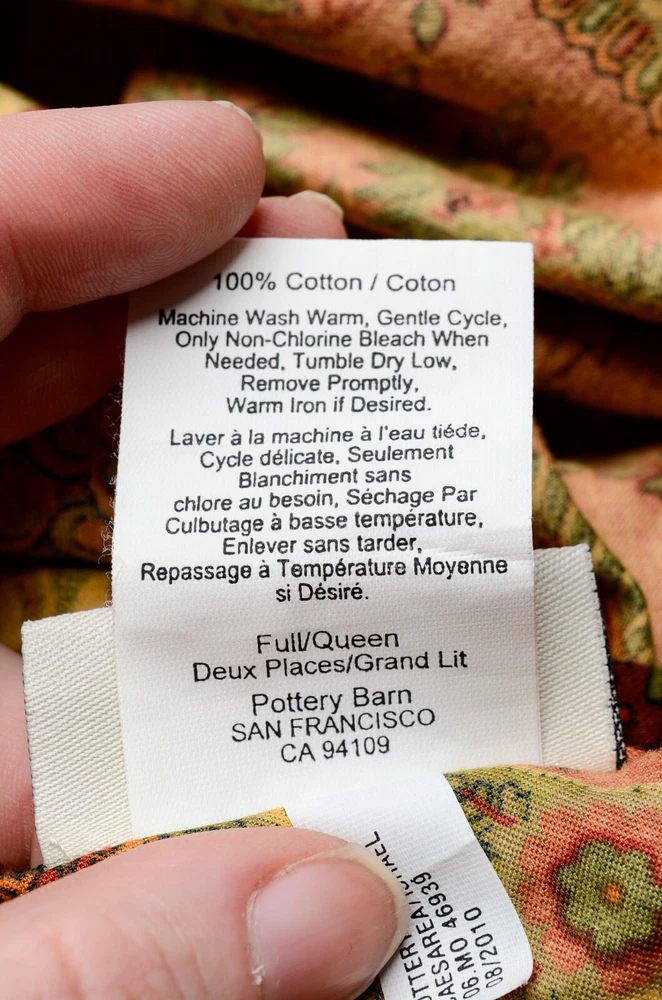 100% Cotton / Coton
Machine Wash Warm, Gentle Cycle,
Only Non-Chlorine Bleach When
Needed, Tumble Dry Low,
Remove Promptly,
Warm Iron if Desired.
Laver à la machine à l'eau tiéde,
Cycle délicate, Seulement
Blanchiment sans
chlore au besoin, Séchage Par
Culbutage à basse température,
Enlever sans tarder,
Repassage à Température Moyenne
si Désiré.
Full/Queen
Deux Places/Grand Lit
Pottery Barn
SAN FRANCISCO
CA 94109
46939
06.MO
08/2010